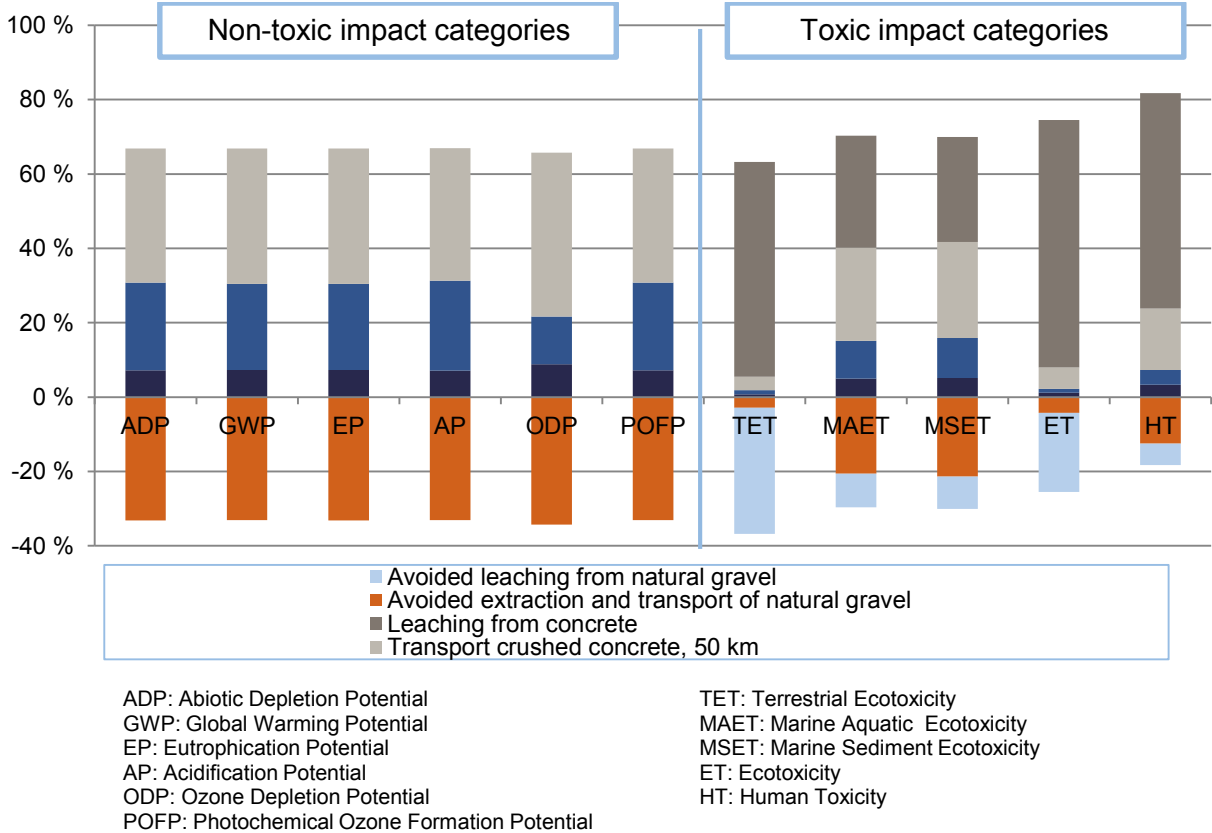 100 %
Non-toxic impact categories
Toxic impact categories
80 %
60 %
40 %
20 %
0 %
ADP GWP EP AP ODP POFP TET MAET MSET ET HT
-20 %
-40 %
Avoided leaching from natural gravel
Avoided extraction and transport of natural gravel
Leaching from concrete
Transport crushed concrete, 50 km
ADP: Abiotic Depletion Potential
GWP: Global Warming Potential
EP: Eutrophication Potential
AP: Acidification Potential
ODP: Ozone Depletion Potential
POFP: Photochemical Ozone Formation Potential
TET: Terrestrial Ecotoxicity
MAET: Marine Aquatic Ecotoxicity
MSET: Marine Sediment Ecotoxicity
ET: Ecotoxicity
HT: Human Toxicity